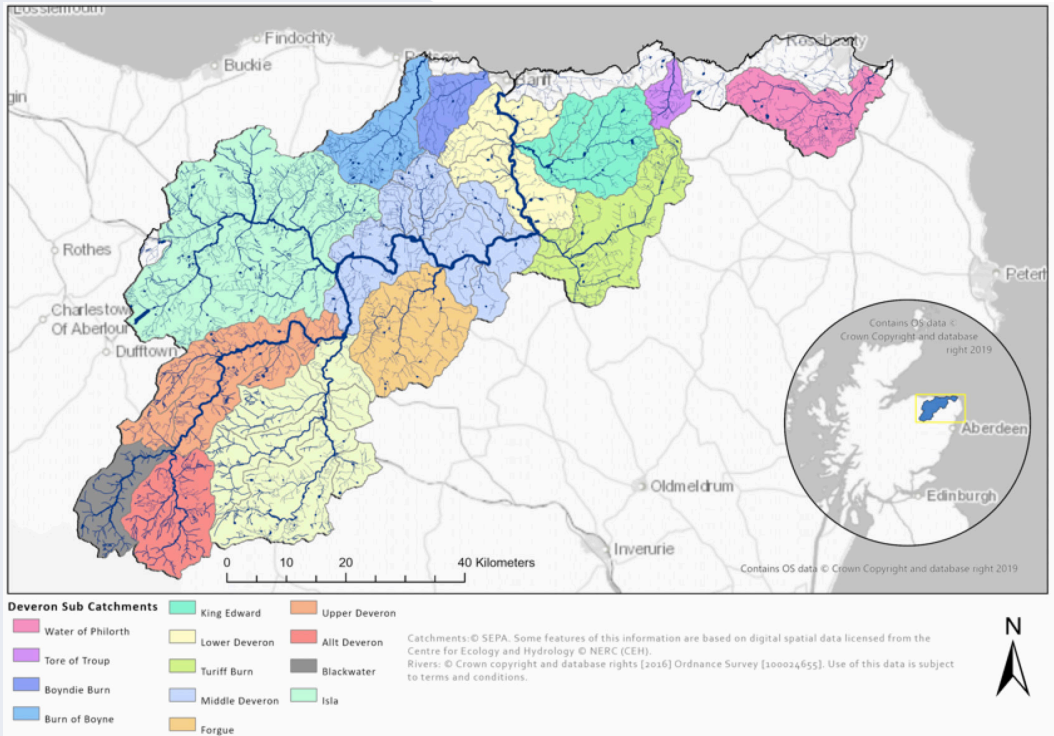 Lossiemouth
Findochty
Buckie
Banff
Rosehearty
gin
Rothes
Charlestow
Of Aberlour
Dufftown
Peterh
Oldmeldrum
Inverurie
Contains OS data ©
Crown Copyright and database
right 2019
Aberdeen
Edinburgh
0 10 20 40 Kilometers
Contains OS data © Crown Copyright and database right 2019
Deveron Sub Catchments
Water of Philorth
Tore of Troup
Boyndie Burn
Burn of Boyne
King Edward
Lower Deveron
Turiff Burn
Middle Deveron
Forgue
Upper Deveron
Allt Deveron
Blackwater
Isla
Catchments:© SEPA. Some features of this information are based on digital spatial data licensed from the
Centre for Ecology and Hydrology © NERC (CEH).
Rivers: © Crown copyright and database rights [2016] Ordnance Survey [100024655]. Use of this data is subject
to terms and conditions.
N